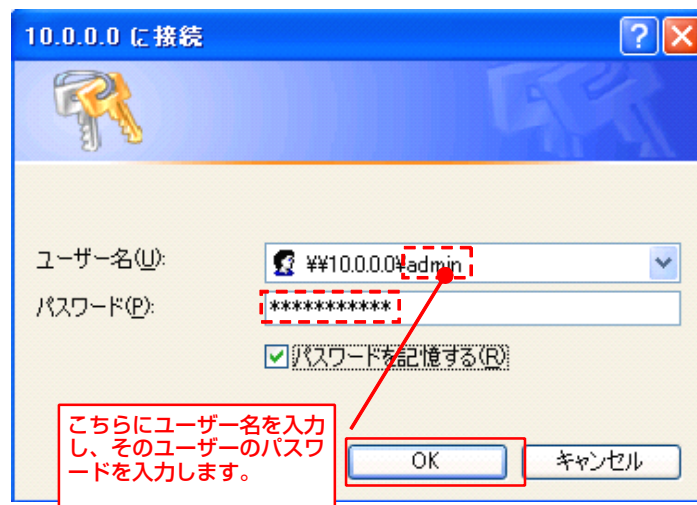 10.0.0.0 に接続
ユーザー名(U):
¥¥10.0.0.0¥admin
パスワード(P):
***********
パスワードを記憶する(R)
こちらにユーザー名を入力
し、そのユーザーのパスワ
ードを入力します。
OK
キャンセル